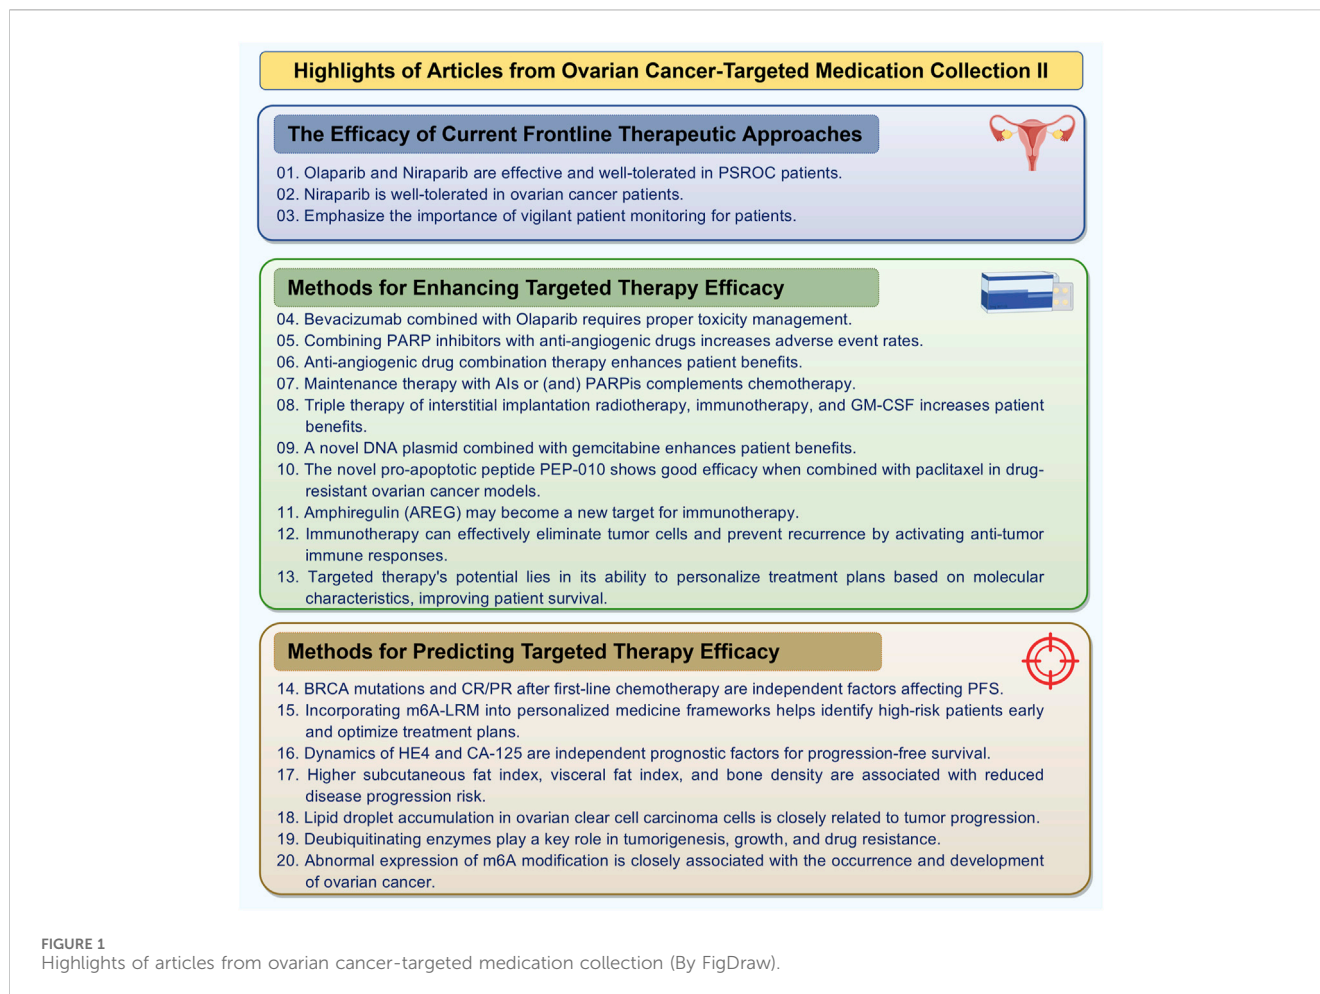 Highlights of Articles from Ovarian Cancer-Targeted Medication Collection II
The Efficacy of Current Frontline Therapeutic Approaches
01. Olaparib and Niraparib are effective and well-tolerated in PSROC patients.
02. Niraparib is well-tolerated in ovarian cancer patients.
03. Emphasize the importance of vigilant patient monitoring for patients.
Methods for Enhancing Targeted Therapy Efficacy
04. Bevacizumab combined with Olaparib requires proper toxicity management.
05. Combining PARP inhibitors with anti-angiogenic drugs increases adverse event rates.
06. Anti-angiogenic drug combination therapy enhances patient benefits.
07. Maintenance therapy with AIs or (and) PARPis complements chemotherapy.
08. Triple therapy of interstitial implantation radiotherapy, immunotherapy, and GM-CSF increases patient
benefits.
09. A novel DNA plasmid combined with gemcitabine enhances patient benefits.
10. The novel pro-apoptotic peptide PEP-010 shows good efficacy when combined with paclitaxel in drug-
resistant ovarian cancer models.
11. Amphiregulin (AREG) may become a new target for immunotherapy.
12. Immunotherapy can effectively eliminate tumor cells and prevent recurrence by activating anti-tumor
immune responses.
13. Targeted therapy's potential lies in its ability to personalize treatment plans based on molecular
characteristics, improving patient survival.
Methods for Predicting Targeted Therapy Efficacy
14. BRCA mutations and CR/PR after first-line chemotherapy are independent factors affecting PFS.
15. Incorporating m6A-LRM into personalized medicine frameworks helps identify high-risk patients early
and optimize treatment plans.
16. Dynamics of HE4 and CA-125 are independent prognostic factors for progression-free survival.
17. Higher subcutaneous fat index, visceral fat index, and bone density are associated with reduced
disease progression risk.
18. Lipid droplet accumulation in ovarian clear cell carcinoma cells is closely related to tumor progression.
19. Deubiquitinating enzymes play a key role in tumorigenesis, growth, and drug resistance.
20. Abnormal expression of m6A modification is closely associated with the occurrence and development
of ovarian cancer.
FIGURE 1
Highlights of articles from ovarian cancer-targeted medication collection (By FigDraw).